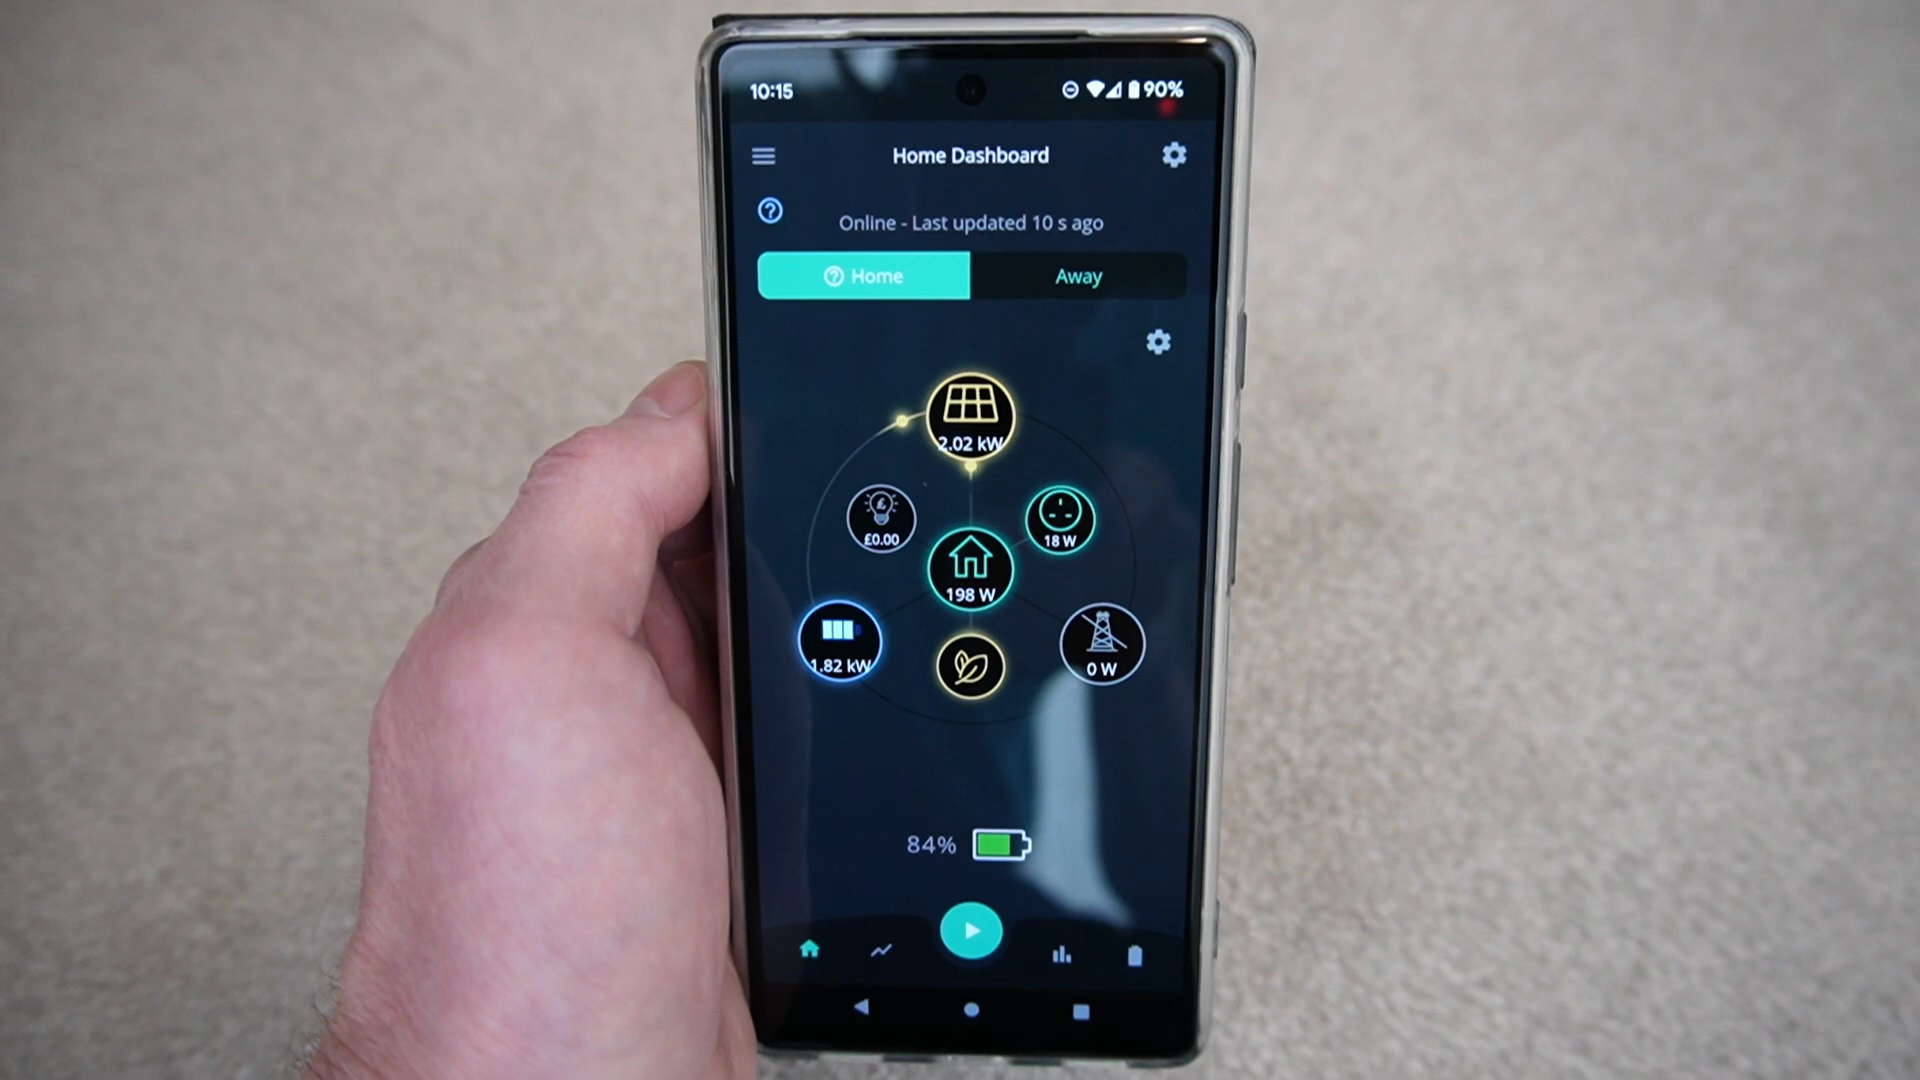 10:15 90%
Home Dashboard
Online - Last updated 10 s ago
Home Away
2.02 kW
£0.00 18 W
198 W
1.82 kW 0 W
84%